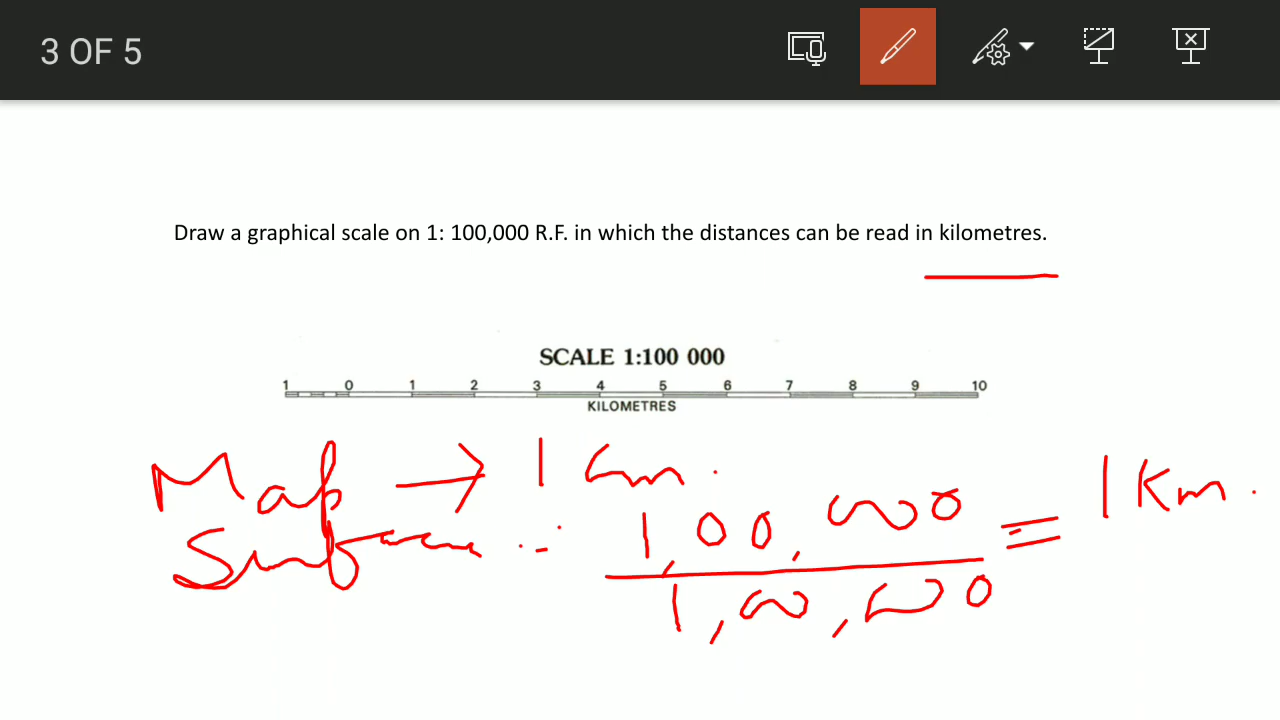 3 OF 5
Draw a graphical scale on 1: 100,000 R.F. in which the distances can be read in kilometres.
SCALE 1:100 000
1 0 1 2 3 4 5 6 7 8 9 10
KILOMETRES
Map → 1 cm.
Surface :- 1,00,000 / 1,00,000 = 1 Km.